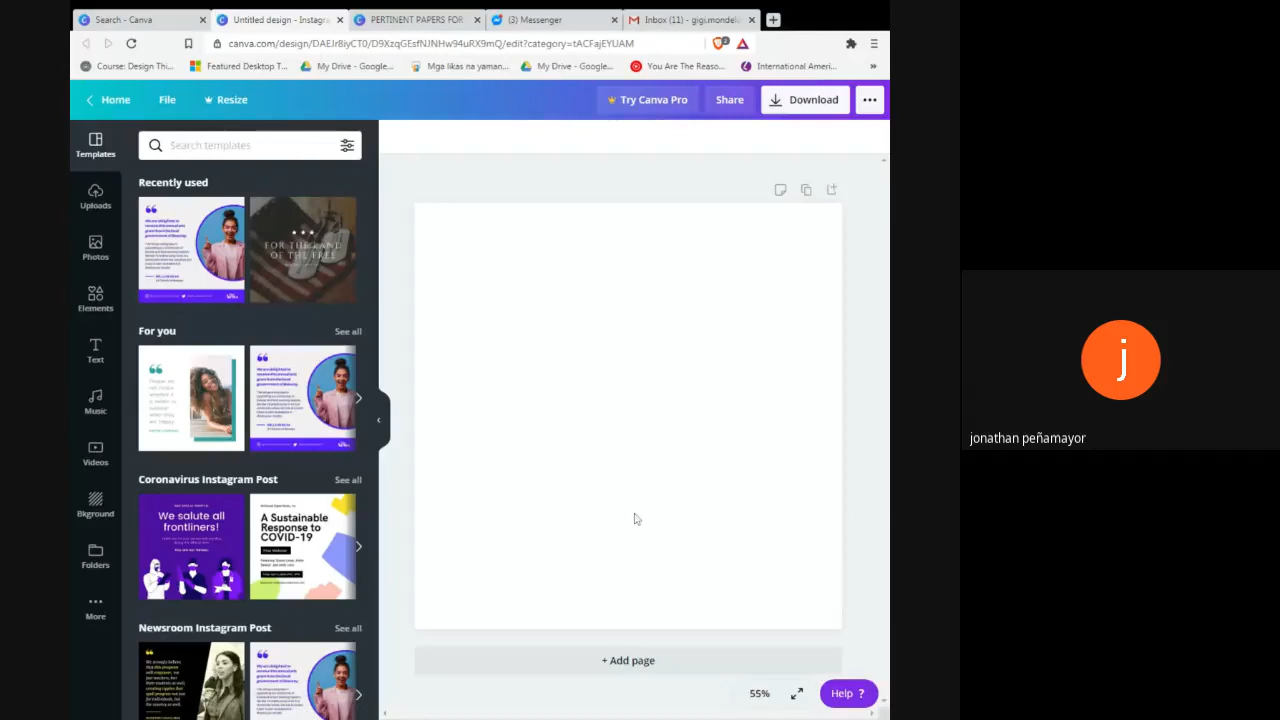 Search - Canva
Untitled design - Instagra
PERTINENT PAPERS FOR
(3) Messenger
Inbox (11) - gigi.mondelo
canva.com/design/DAEJr8iyCT0/D9XzqGEsfNJNHw94uRX9mQ/edit?category=tACFajEYUAM
2
Course: Design Thi...
Featured Desktop T...
My Drive - Google...
Mga likas na yaman...
My Drive - Google...
You Are The Reaso...
International Ameri...
»
Home
File
Resize
Try Canva Pro
Share
Download
Templates
Search templates
Uploads
Recently used
FOR THE LAND
OF THE FREE
Photos
Elements
For you
See all
Text
Music
Videos
Coronavirus Instagram Post
See all
Bkground
We salute all
frontliners!
A Sustainable
Response to
COVID-19
Folders
More
Newsroom Instagram Post
See all
+ Add page
55%
Help
j
jonathan peñamayor